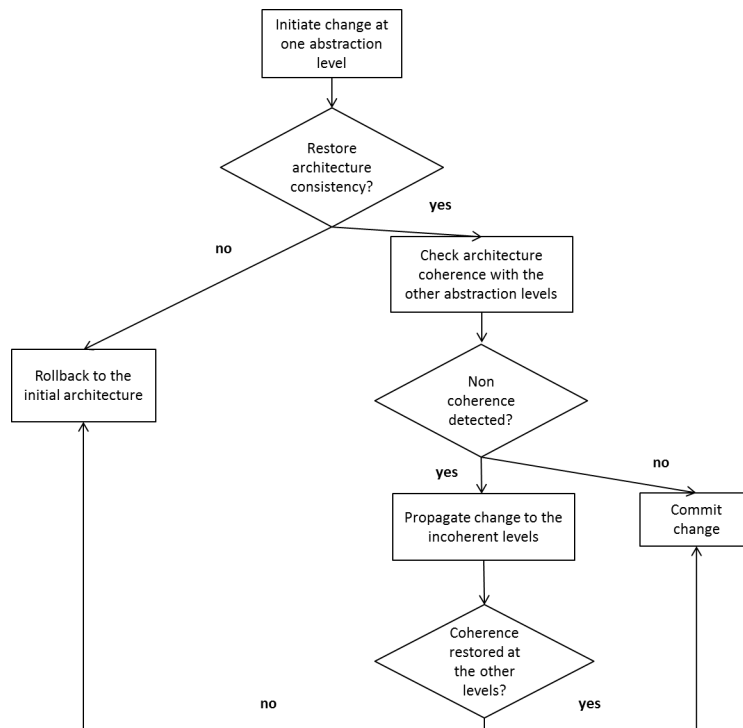 Initiate change at
one abstraction
level
Restore
architecture
consistency?
yes
no
Check architecture
coherence with the
other abstraction levels
Rollback to the
initial architecture
Non
coherence
detected?
yes
no
Propagate change to the
incoherent levels
Commit
change
Coherence
restored at
the other
levels?
no
yes